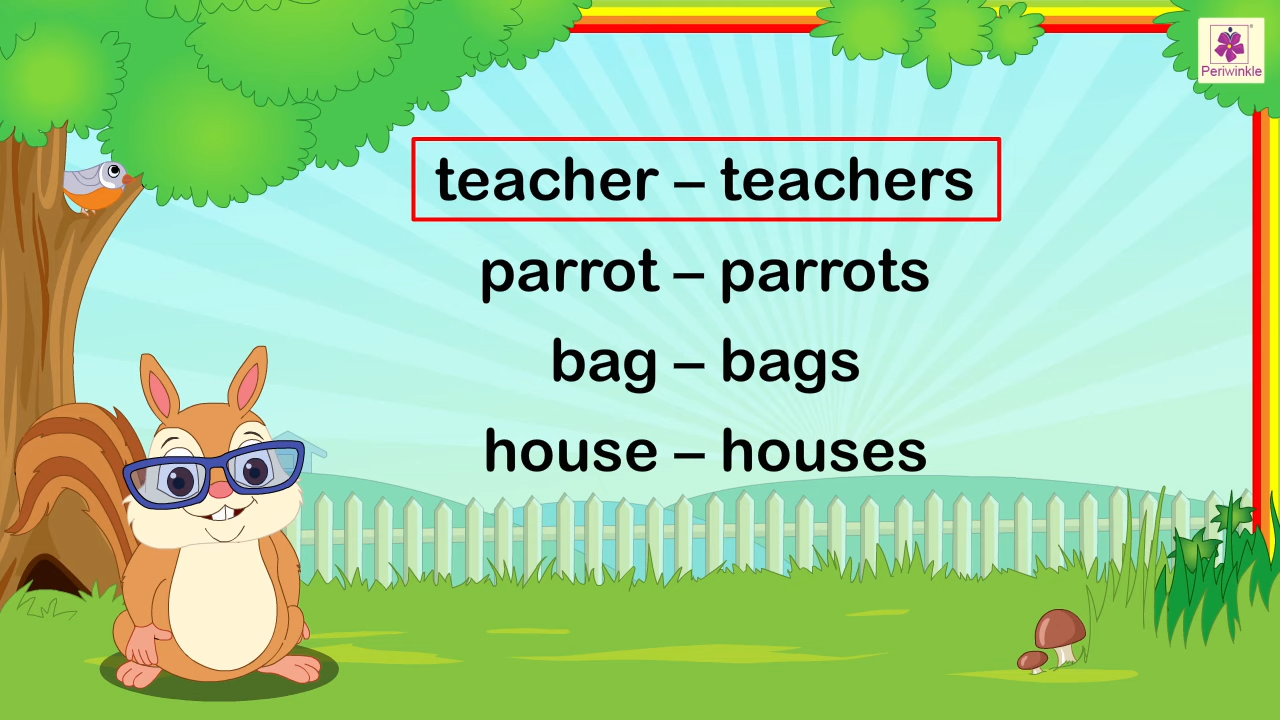 Periwinkle
teacher – teachers
parrot – parrots
bag – bags
house – houses